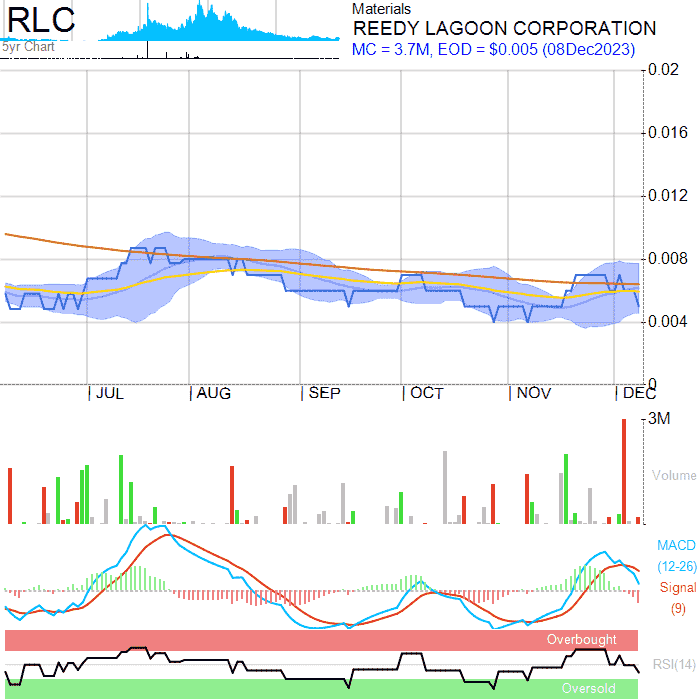 RLC
5yr Chart
Materials
REEDY LAGOON CORPORATION
MC = 3.7M, EOD = $0.005 (08Dec2023)
0.02
0.016
0.012
0.008
0.004
0
JUL AUG SEP OCT NOV DEC
3M
Volume
MACD
(12-26)
Signal
(9)
Overbought
RSI(14)
Oversold